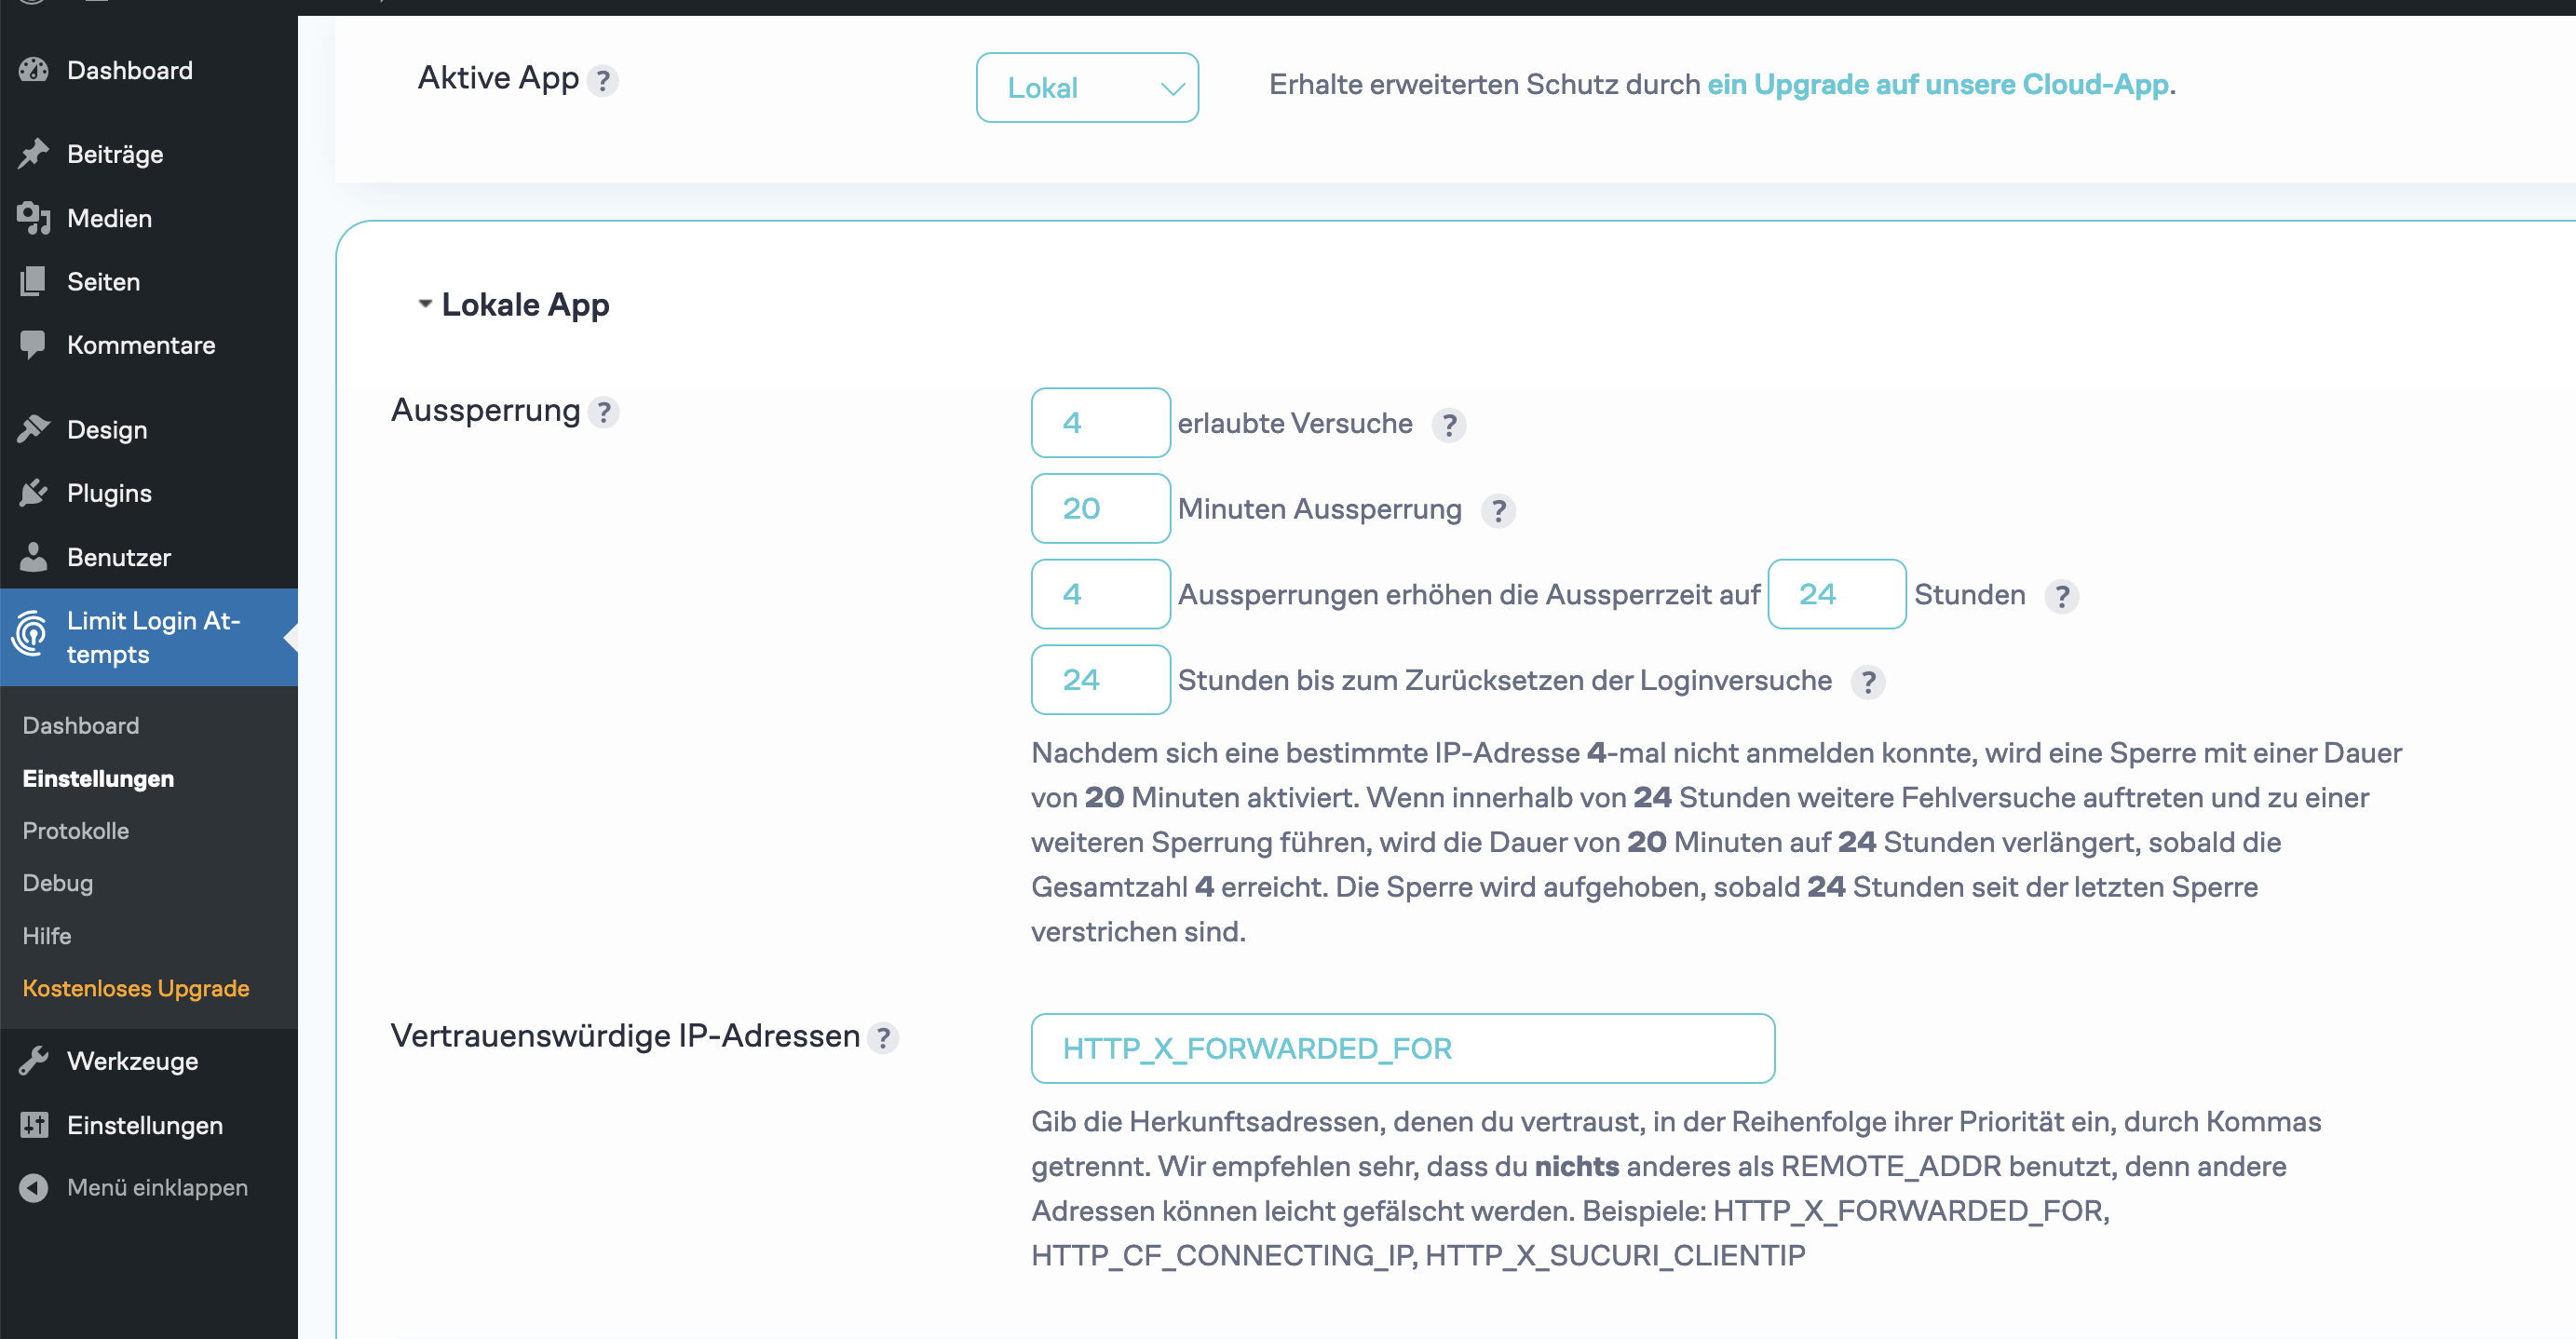 Dashboard
Beiträge
Medien
Seiten
Kommentare
Design
Plugins
Benutzer
Limit Login At-
tempts
Dashboard
Einstellungen
Protokolle
Debug
Hilfe
Kostenloses Upgrade
Werkzeuge
Einstellungen
Menü einklappen
Aktive App ?
Lokal
Erhalte erweiterten Schutz durch ein Upgrade auf unsere Cloud-App.
Lokale App
Aussperrung ?
4 erlaubte Versuche ?
20 Minuten Aussperrung ?
4 Aussperrungen erhöhen die Aussperrzeit auf 24 Stunden ?
24 Stunden bis zum Zurücksetzen der Loginversuche ?
Nachdem sich eine bestimmte IP-Adresse 4-mal nicht anmelden konnte, wird eine Sperre mit einer Dauer
von 20 Minuten aktiviert. Wenn innerhalb von 24 Stunden weitere Fehlversuche auftreten und zu einer
weiteren Sperrung führen, wird die Dauer von 20 Minuten auf 24 Stunden verlängert, sobald die
Gesamtzahl 4 erreicht. Die Sperre wird aufgehoben, sobald 24 Stunden seit der letzten Sperre
verstrichen sind.
Vertrauenswürdige IP-Adressen ?
HTTP_X_FORWARDED_FOR
Gib die Herkunftsadressen, denen du vertraust, in der Reihenfolge ihrer Priorität ein, durch Kommas
getrennt. Wir empfehlen sehr, dass du nichts anderes als REMOTE_ADDR benutzt, denn andere
Adressen können leicht gefälscht werden. Beispiele: HTTP_X_FORWARDED_FOR,
HTTP_CF_CONNECTING_IP, HTTP_X_SUCURI_CLIENTIP